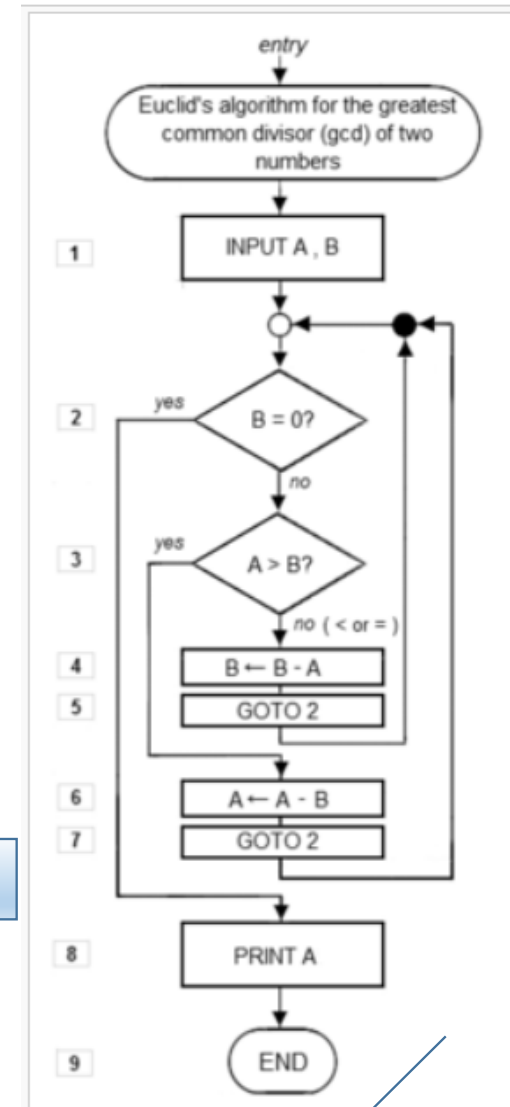 entry
Euclid's algorithm for the greatest
common divisor (gcd) of two
numbers
1
INPUT A , B
2
yes
B = 0?
no
3
yes
A > B?
no ( < or = )
4
B ← B - A
5
GOTO 2
6
A ← A - B
7
GOTO 2
8
PRINT A
9
END